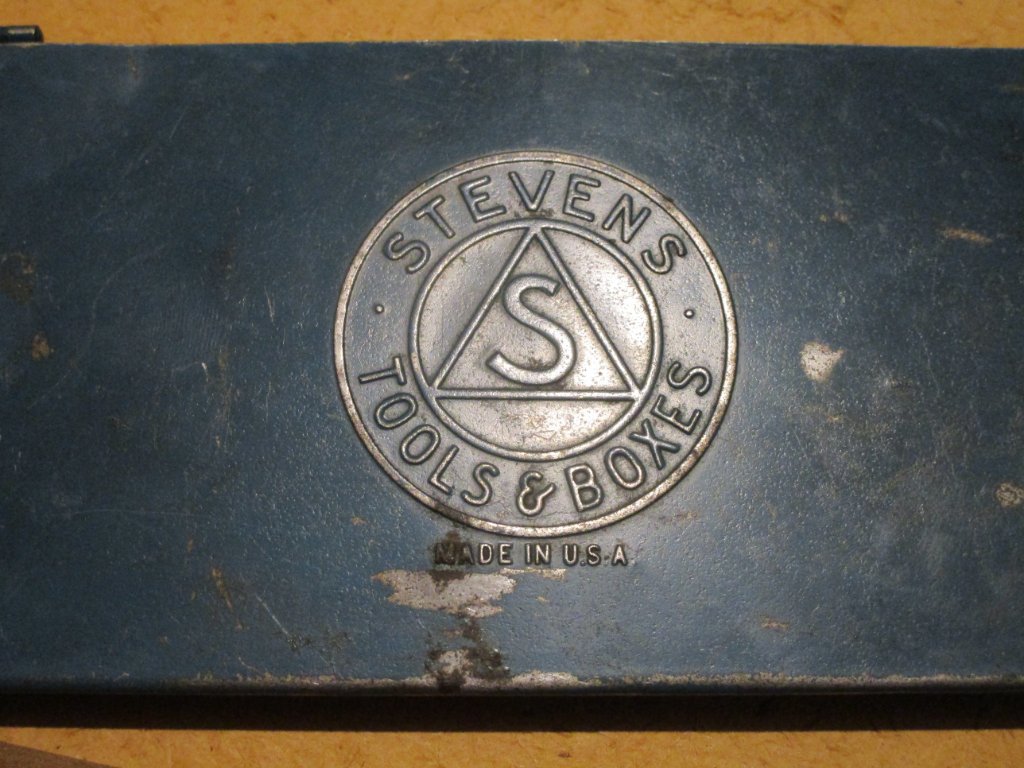 STEVENS
S
TOOLS & BOXES
MADE IN U.S.A